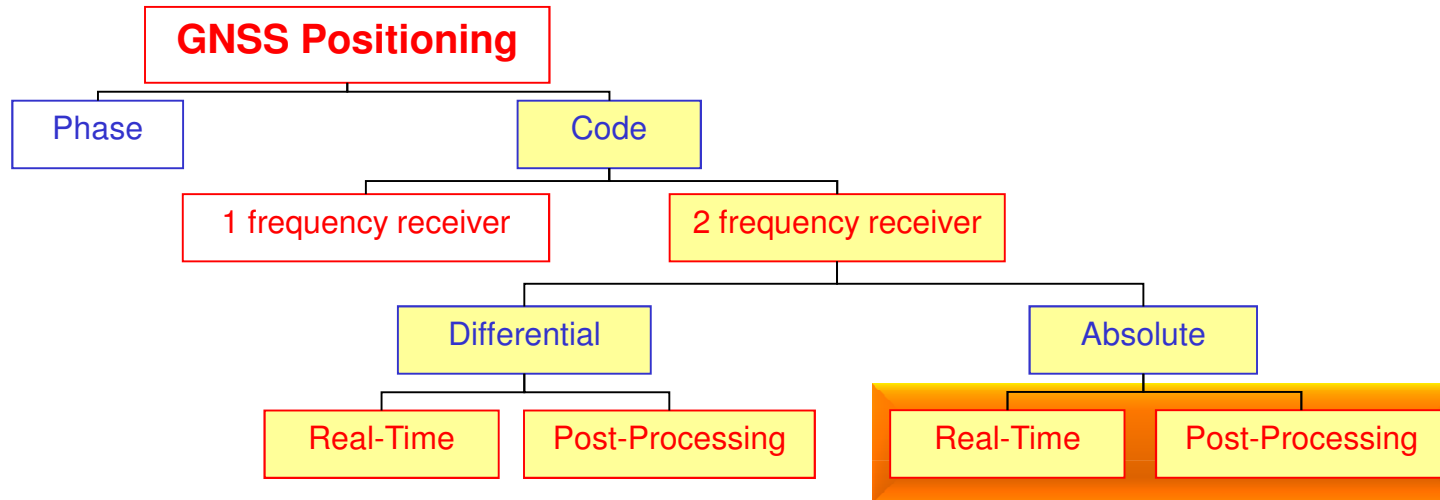 GNSS Positioning
Phase
Code
1 frequency receiver
2 frequency receiver
Differential
Absolute
Real-Time
Post-Processing
Real-Time
Post-Processing